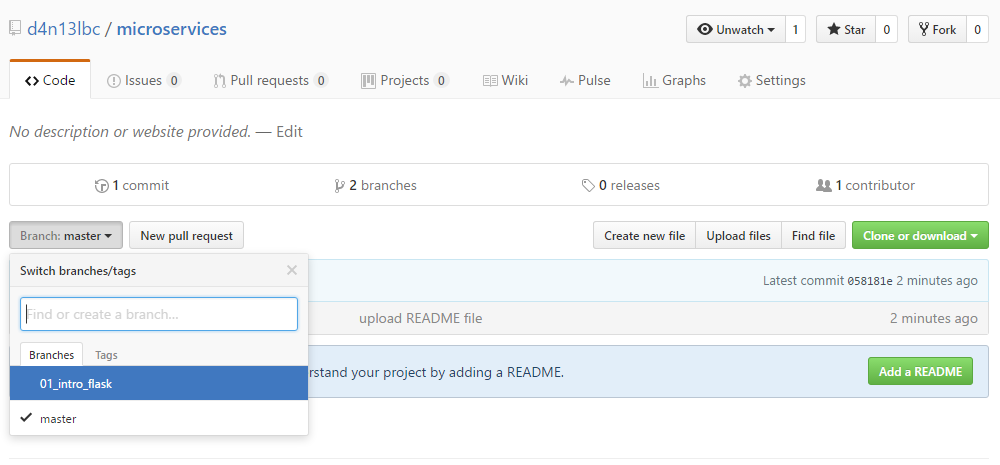 d4n13lbc / microservices
Unwatch 1 Star 0 Fork 0
Code Issues 0 Pull requests 0 Projects 0 Wiki Pulse Graphs Settings
No description or website provided. — Edit
1 commit 2 branches 0 releases 1 contributor
Branch: master New pull request Create new file Upload files Find file Clone or download
Switch branches/tags
Latest commit 058181e 2 minutes ago
Find or create a branch...
upload README file 2 minutes ago
Branches Tags
rstand your project by adding a README. Add a README
01_intro_flask
master